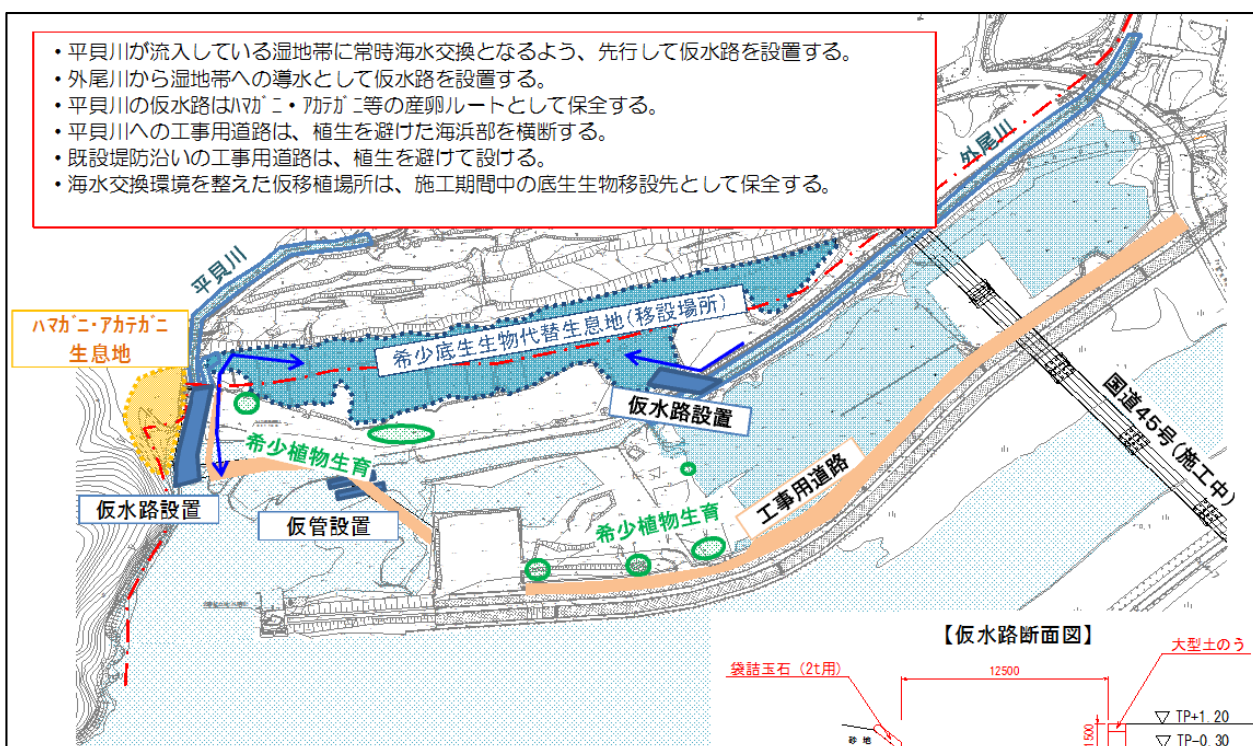 ・平貝川が流入している湿地帯に常時海水交換となるよう、先行して仮水路を設置する。
・外尾川から湿地帯への導水として仮水路を設置する。
・平貝川の仮水路はﾊﾏｶﾞﾆ・ｱｶﾃｶﾞﾆ等の産卵ルートとして保全する。
・平貝川への工事用道路は、植生を避けた海浜部を横断する。
・既設堤防沿いの工事用道路は、植生を避けて設ける。
・海水交換環境を整えた仮移植場所は、施工期間中の底生生物移設先として保全する。
外尾川
平貝川
ﾊﾏｶﾞﾆ・ｱｶﾃｶﾞﾆ
生息地
希少底生生物代替生息地(移設場所)
仮水路設置
国道45号(施工中)
希少植物生育
工事用道路
仮水路設置
仮管設置
希少植物生育
【仮水路断面図】
大型土のう
袋詰玉石（2t用）
12500
▽ TP+1.20
1500
砂地
▽ TP-0.30